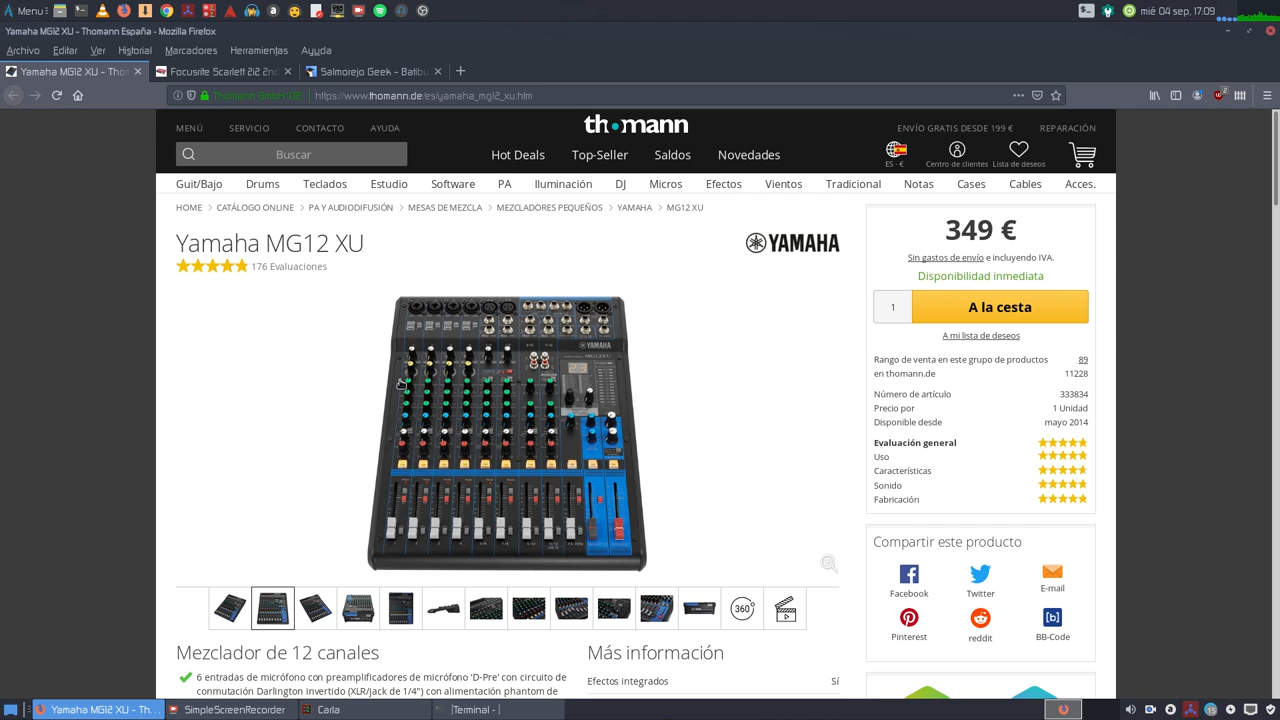 Menu
mié 04 sep, 17:09
Yamaha MG12 XU – Thomann España - Mozilla Firefox
Archivo Editar Ver Historial Marcadores Herramientas Ayuda
Yamaha MG12 XU – Thom
Focusrite Scarlett 2i2 2nd
Salmorejo Geek – Batibu
Thomann GmbH (DE)
https://www.thomann.de/es/yamaha_mg12_xu.htm
MENÚ SERVICIO CONTACTO AYUDA
th•mann
ENVÍO GRATIS DESDE 199 € REPARACIÓN
Buscar
Hot Deals Top-Seller Saldos Novedades
ES - € Centro de clientes Lista de deseos
Guit/Bajo Drums Teclados Estudio Software PA Iluminación DJ Micros Efectos Vientos Tradicional Notas Cases Cables Acces.
HOME > CATÁLOGO ONLINE > PA Y AUDIODIFUSIÓN > MESAS DE MEZCLA > MEZCLADORES PEQUEÑOS > YAMAHA > MG12 XU
Yamaha MG12 XU
176 Evaluaciones
YAMAHA
YAMAHA
MG12XU
349 €
Sin gastos de envío e incluyendo IVA.
Disponibilidad inmediata
1 A la cesta
A mi lista de deseos
Rango de venta en este grupo de productos 89
en thomann.de 11228
Número de artículo 333834
Precio por 1 Unidad
Disponible desde mayo 2014
Evaluación general
Uso
Características
Sonido
Fabricación
Compartir este producto
Facebook Twitter E-mail
Pinterest reddit BB-Code
360°
Mezclador de 12 canales
6 entradas de micrófono con preamplificadores de micrófono 'D-Pre' con circuito de
conmutación Darlington invertido (XLR/jack de 1/4") con alimentación phantom de
Más información
Efectos integrados Sí
Yamaha MG12 XU – Th...
SimpleScreenRecorder
Carla
[Terminal - ]
15